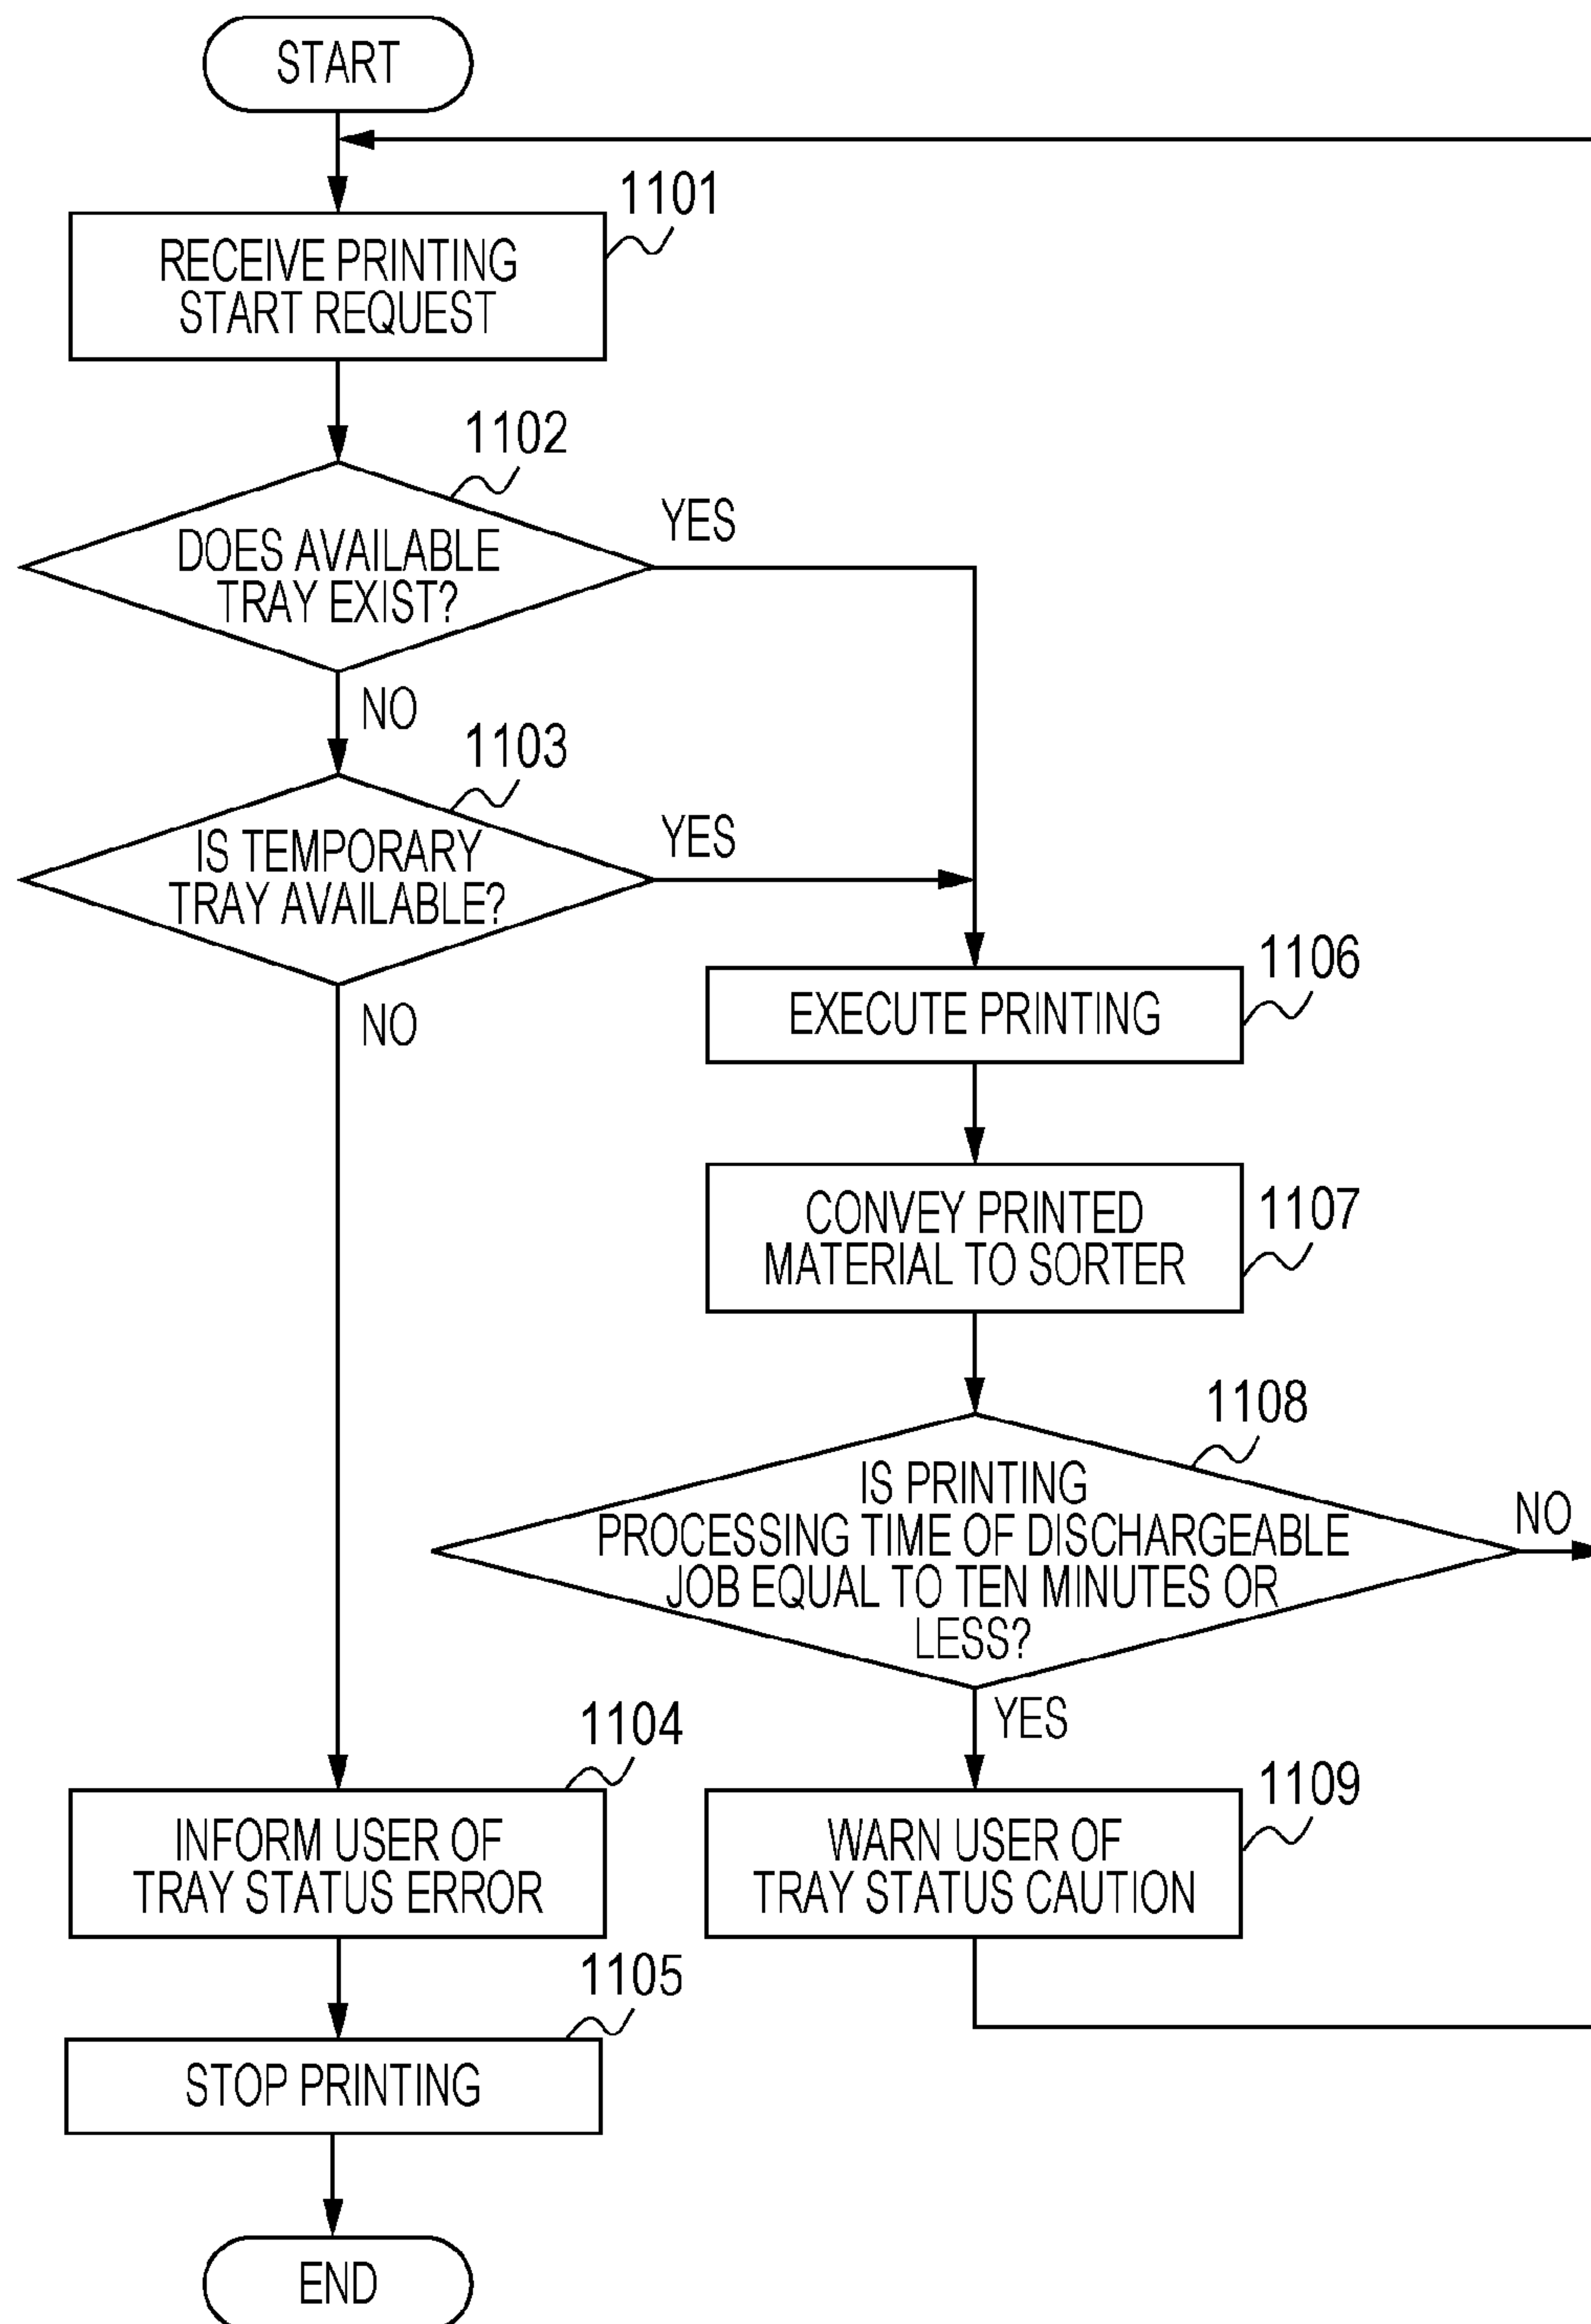 START
1101
RECEIVE PRINTING
START REQUEST
1102
DOES AVAILABLE
TRAY EXIST?
YES
NO
1103
IS TEMPORARY
TRAY AVAILABLE?
YES
NO
1106
EXECUTE PRINTING
1107
CONVEY PRINTED
MATERIAL TO SORTER
1108
IS PRINTING
PROCESSING TIME OF DISCHARGEABLE
JOB EQUAL TO TEN MINUTES OR
LESS?
NO
YES
1104
INFORM USER OF
TRAY STATUS ERROR
1109
WARN USER OF
TRAY STATUS CAUTION
1105
STOP PRINTING
END